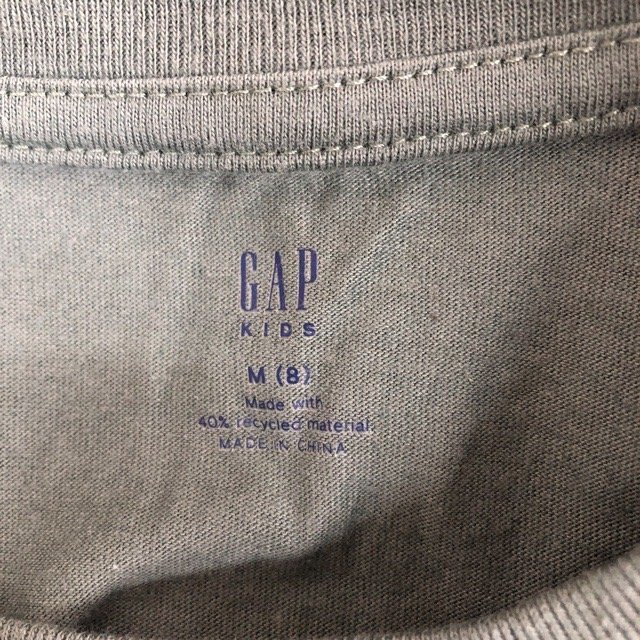 GAP
KIDS
M (8)
Made with
40% recycled material.
MADE IN CHINA